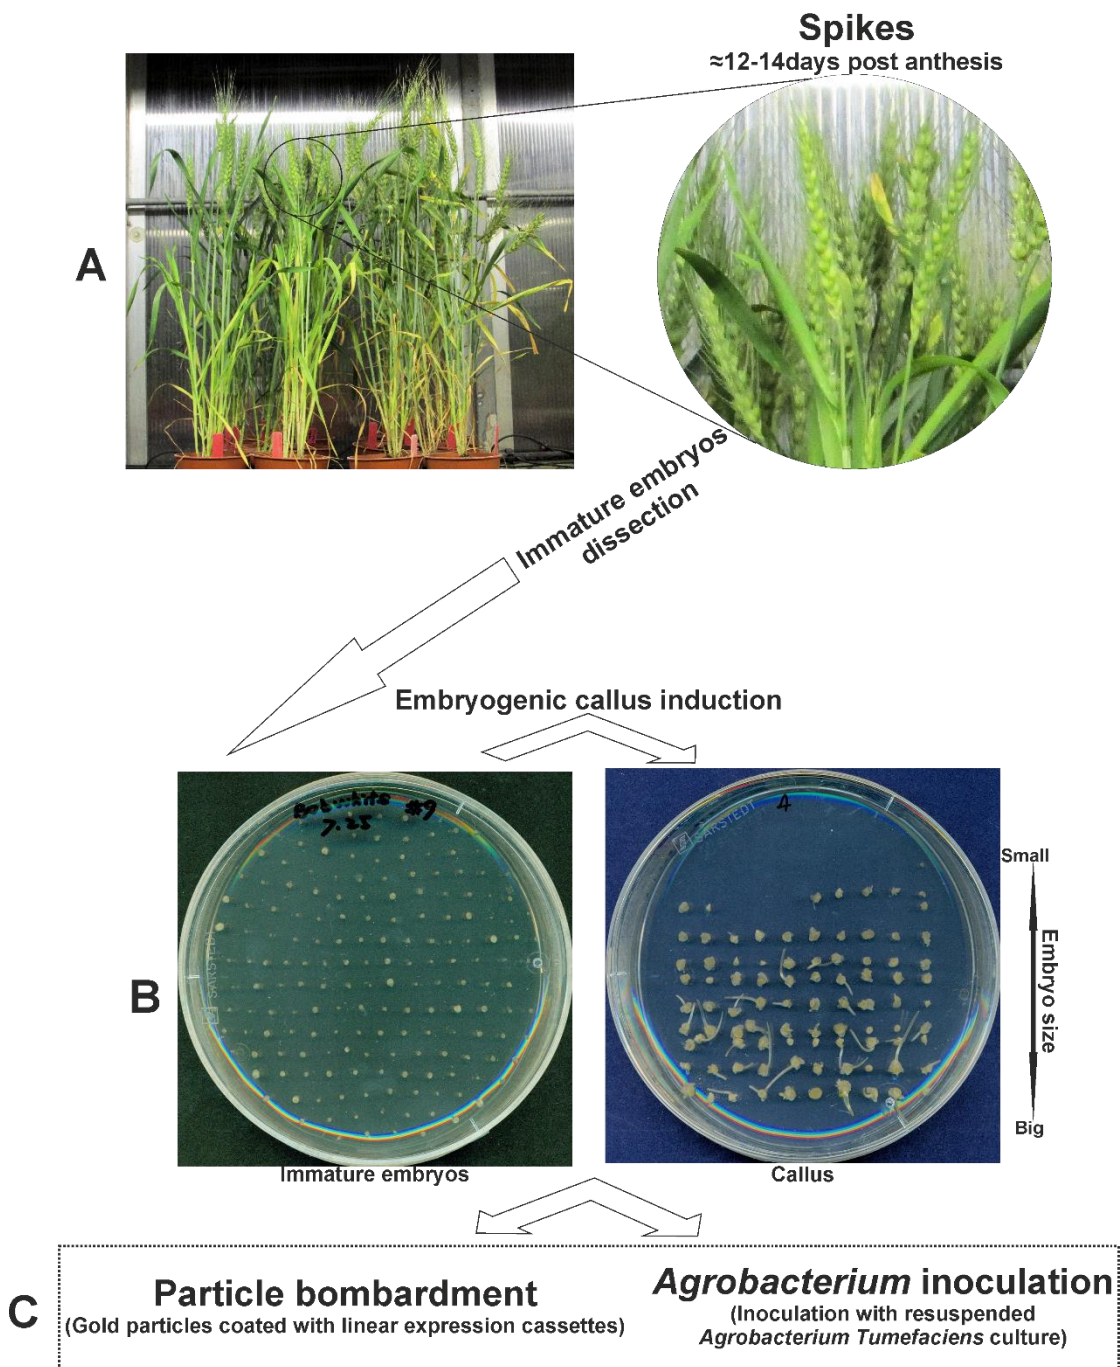 Spikes
≈12-14days post anthesis
A
Immature embryos
dissection
Embryogenic callus induction
B
#9
7.25
SARSTEDT
4
SARSTEDT
Small
Embryo size
Big
Immature embryos
Callus
C
Particle bombardment
(Gold particles coated with linear expression cassettes)
Agrobacterium inoculation
(Inoculation with resuspended
Agrobacterium Tumefaciens culture)